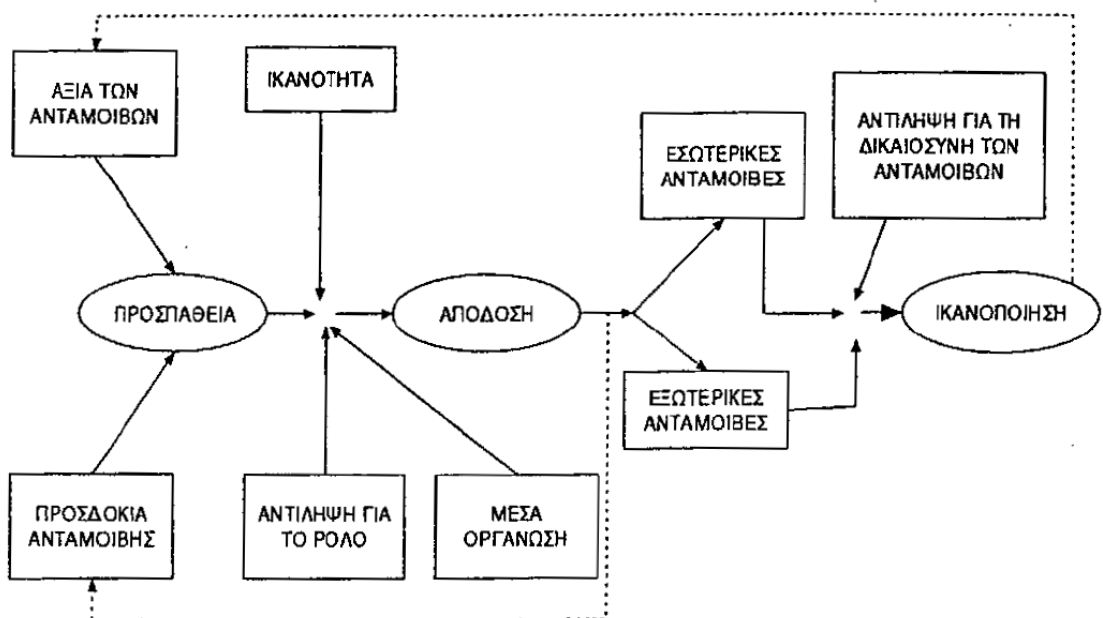 ΑΞΙΑ ΤΩΝ
ΑΝΤΑΜΟΙΒΩΝ
ΙΚΑΝΟΤΗΤΑ
ΕΣΩΤΕΡΙΚΕΣ
ΑΝΤΑΜΟΙΒΕΣ
ΑΝΤΙΛΗΨΗ ΓΙΑ ΤΗ
ΔΙΚΑΙΟΣΥΝΗ ΤΩΝ
ΑΝΤΑΜΟΙΒΩΝ
ΠΡΟΣΠΑΘΕΙΑ
ΑΠΟΔΟΣΗ
ΙΚΑΝΟΠΟΙΗΣΗ
ΕΞΩΤΕΡΙΚΕΣ
ΑΝΤΑΜΟΙΒΕΣ
ΠΡΟΣΔΟΚΙΑ
ΑΝΤΑΜΟΙΒΗΣ
ΑΝΤΙΛΗΨΗ ΓΙΑ
ΤΟ ΡΟΛΟ
ΜΕΣΑ
ΟΡΓΑΝΩΣΗ